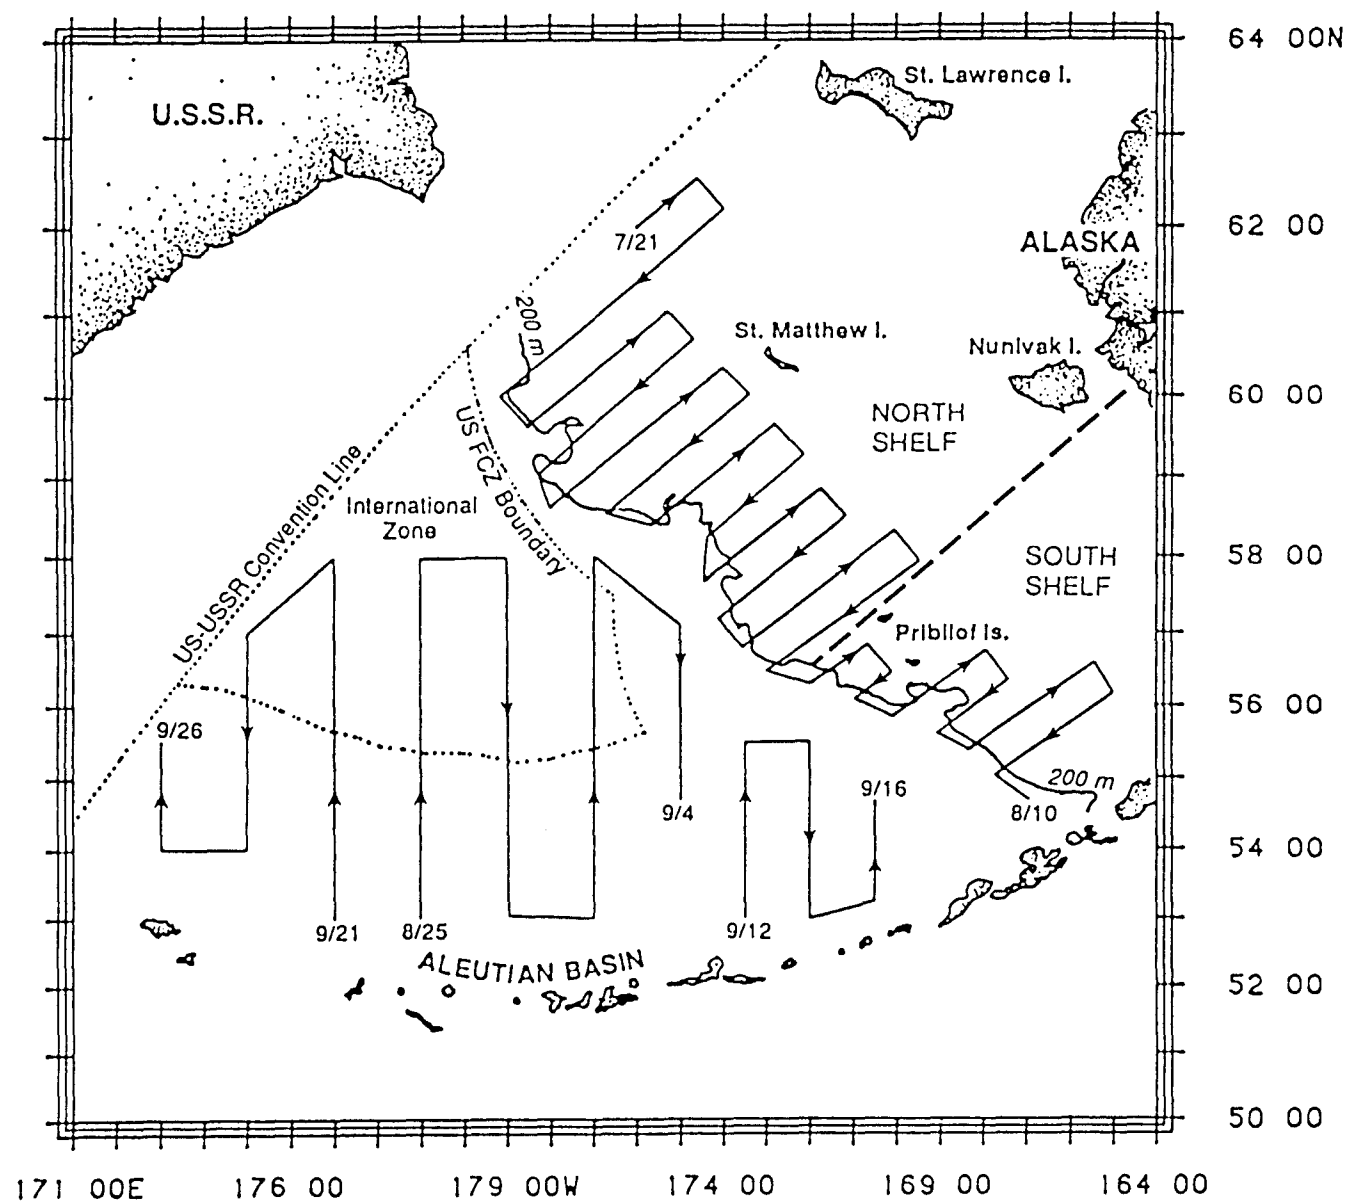 64 00N
St. Lawrence I.
U.S.S.R.
62 00
7/21
ALASKA
200 m
St. Matthew I.
Nunivak I.
60 00
NORTH
SHELF
US FCZ Boundary
US-USSR Convention Line
International
Zone
58 00
SOUTH
SHELF
Pribilof Is.
56 00
9/26
200 m
9/4
9/16
8/10
54 00
9/21
8/25
9/12
ALEUTIAN BASIN
52 00
50 00
171 00E
176 00
179 00W
174 00
169 00
164 00